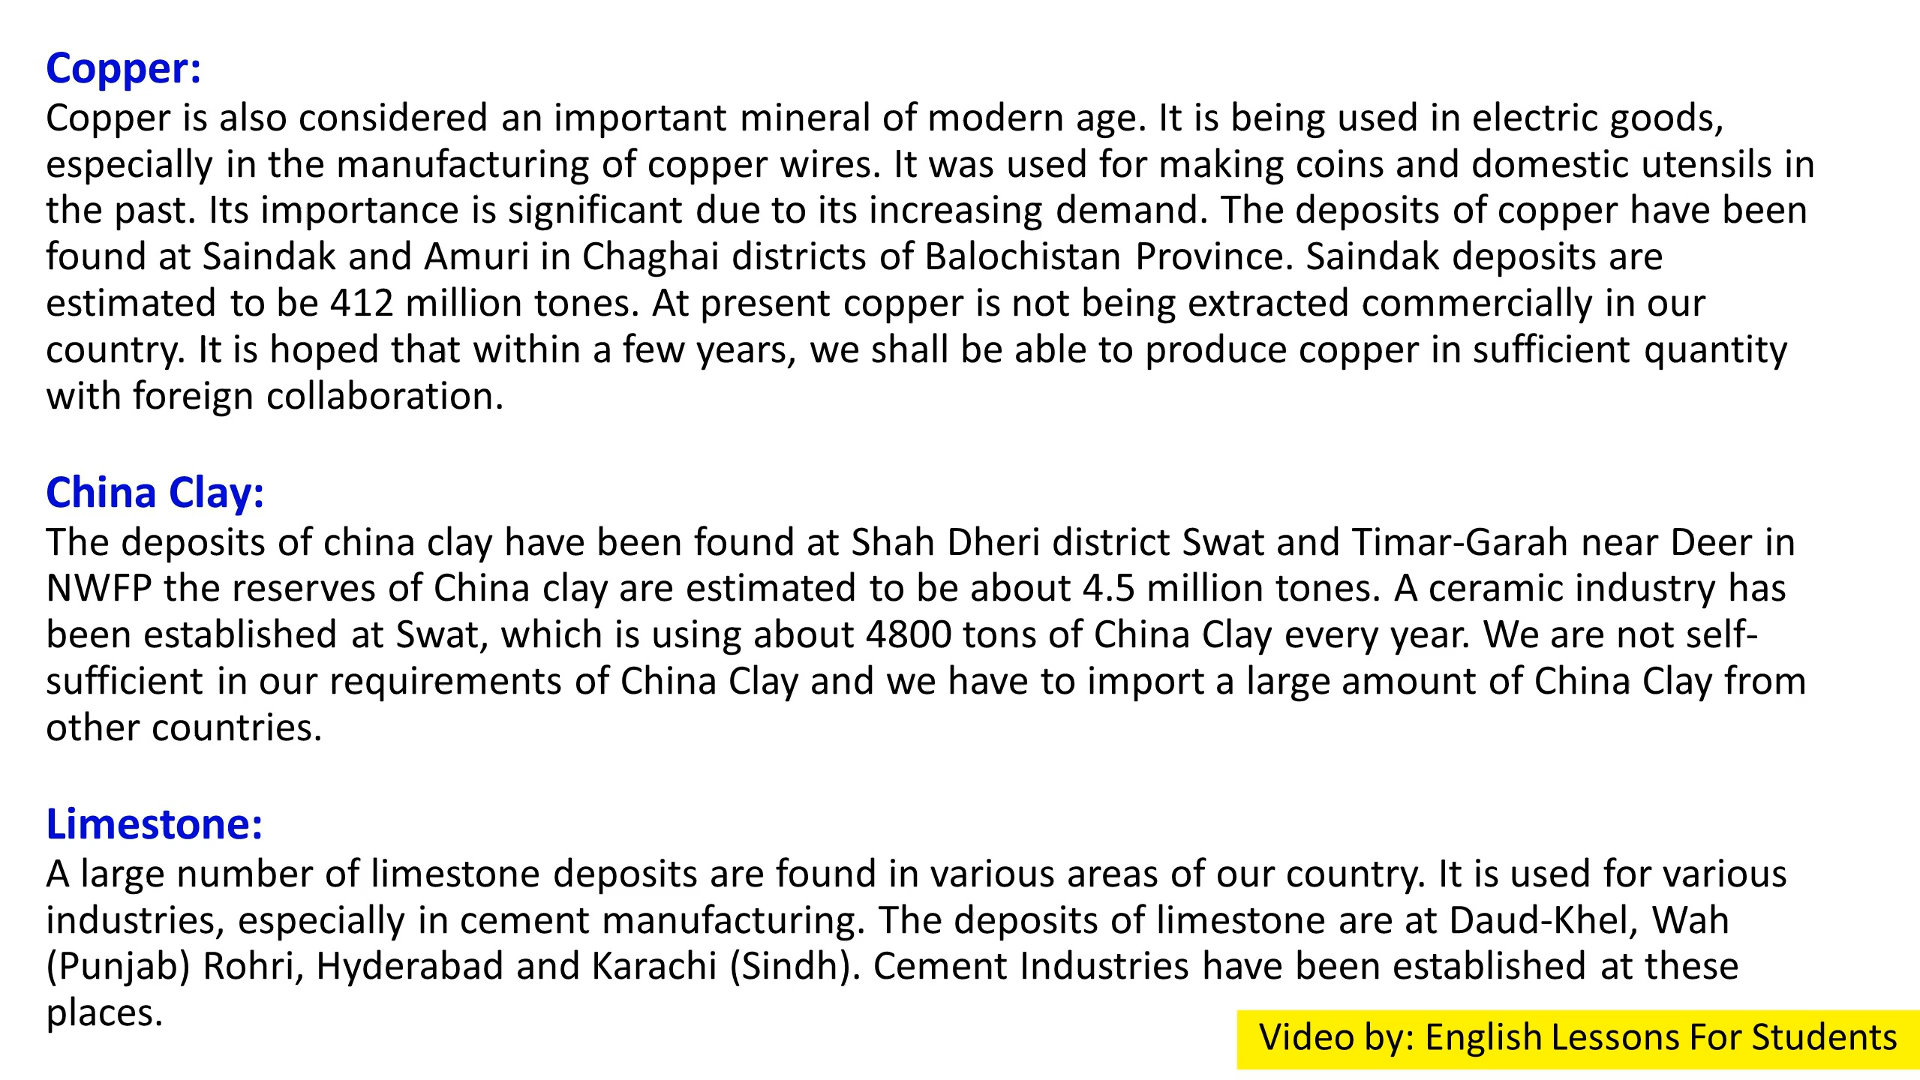 Copper:
Copper is also considered an important mineral of modern age. It is being used in electric goods,
especially in the manufacturing of copper wires. It was used for making coins and domestic utensils in
the past. Its importance is significant due to its increasing demand. The deposits of copper have been
found at Saindak and Amuri in Chaghai districts of Balochistan Province. Saindak deposits are
estimated to be 412 million tones. At present copper is not being extracted commercially in our
country. It is hoped that within a few years, we shall be able to produce copper in sufficient quantity
with foreign collaboration.
China Clay:
The deposits of china clay have been found at Shah Dheri district Swat and Timar-Garah near Deer in
NWFP the reserves of China clay are estimated to be about 4.5 million tones. A ceramic industry has
been established at Swat, which is using about 4800 tons of China Clay every year. We are not self-
sufficient in our requirements of China Clay and we have to import a large amount of China Clay from
other countries.
Limestone:
A large number of limestone deposits are found in various areas of our country. It is used for various
industries, especially in cement manufacturing. The deposits of limestone are at Daud-Khel, Wah
(Punjab) Rohri, Hyderabad and Karachi (Sindh). Cement Industries have been established at these
places.
Video by: English Lessons For Students